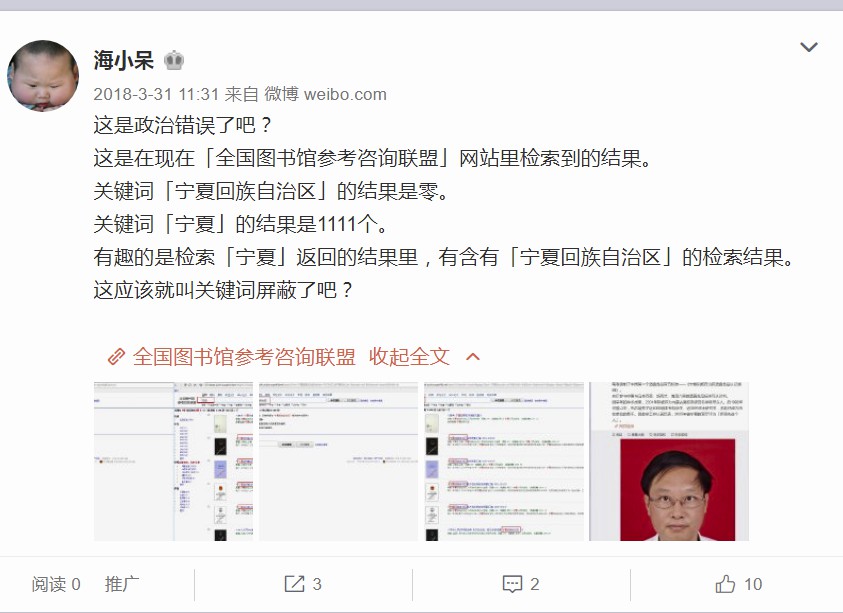 海小呆
2018-3-31 11:31 来自 微博 weibo.com
这是政治错误了吧？
这是在现在「全国图书馆参考咨询联盟」网站里检索到的结果。
关键词「宁夏回族自治区」的结果是零。
关键词「宁夏」的结果是1111个。
有趣的是检索「宁夏」返回的结果里，有含有「宁夏回族自治区」的检索结果。
这应该就叫关键词屏蔽了吧？
全国图书馆参考咨询联盟 收起全文
阅读 0 推广 3 2 10